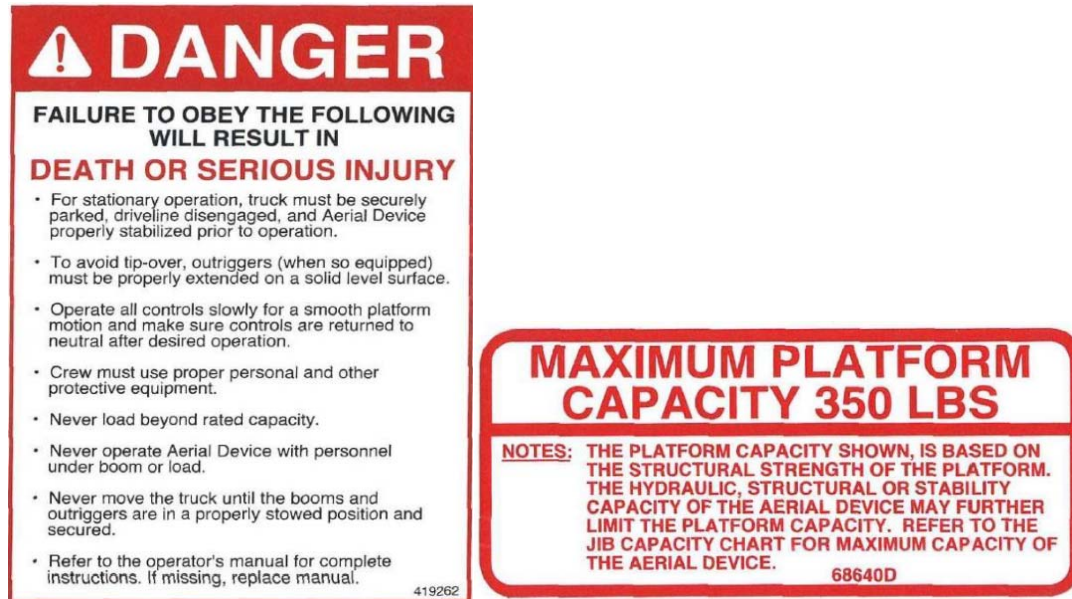 DANGER
FAILURE TO OBEY THE FOLLOWING
WILL RESULT IN
DEATH OR SERIOUS INJURY
• For stationary operation, truck must be securely
parked, driveline disengaged, and Aerial Device
properly stabilized prior to operation.
• To avoid tip-over, outriggers (when so equipped)
must be properly extended on a solid level surface.
• Operate all controls slowly for a smooth platform
motion and make sure controls are returned to
neutral after desired operation.
• Crew must use proper personal and other
protective equipment.
• Never load beyond rated capacity.
• Never operate Aerial Device with personnel
under boom or load.
• Never move the truck until the booms and
outriggers are in a properly stowed position and
secured.
• Refer to the operator's manual for complete
instructions. If missing, replace manual.
419262
MAXIMUM PLATFORM
CAPACITY 350 LBS
NOTES: THE PLATFORM CAPACITY SHOWN, IS BASED ON
THE STRUCTURAL STRENGTH OF THE PLATFORM.
THE HYDRAULIC, STRUCTURAL OR STABILITY
CAPACITY OF THE AERIAL DEVICE MAY FURTHER
LIMIT THE PLATFORM CAPACITY. REFER TO THE
JIB CAPACITY CHART FOR MAXIMUM CAPACITY OF
THE AERIAL DEVICE.
68640D